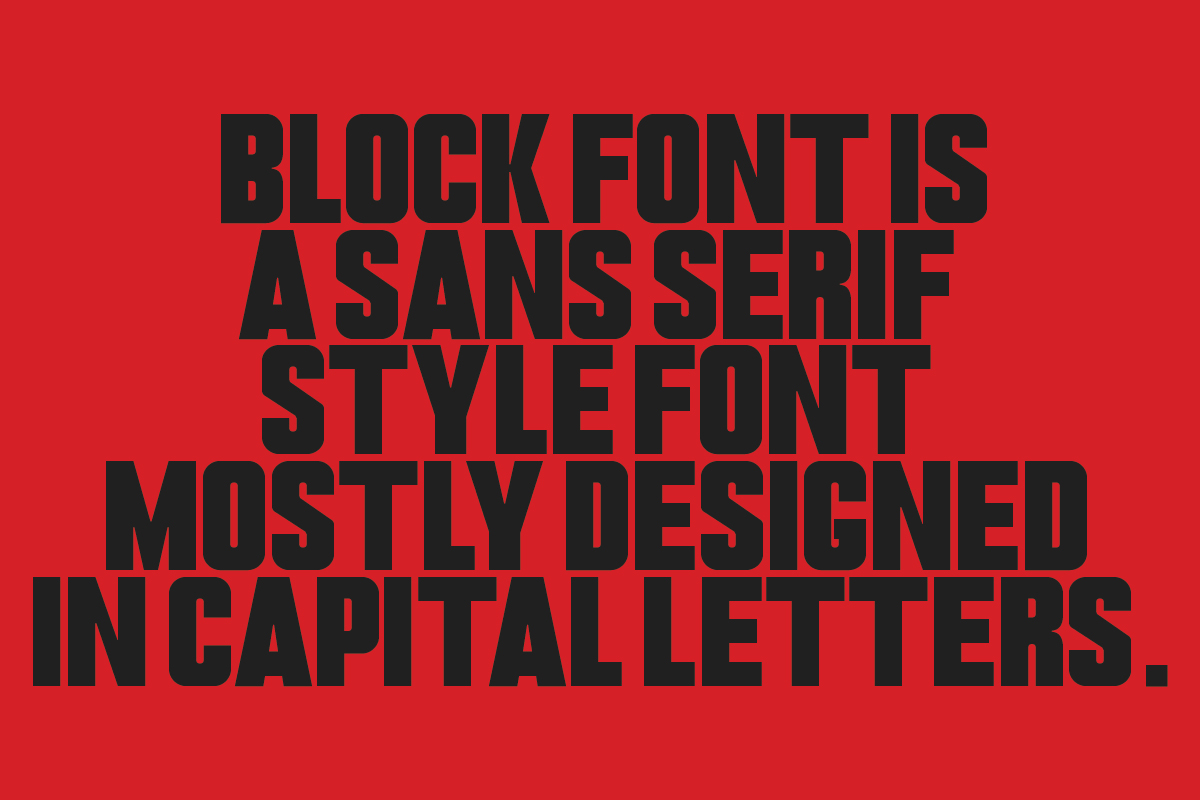 BLOCK FONT IS
A SANS SERIF
STYLE FONT
MOSTLY DESIGNED
IN CAPITAL LETTERS.